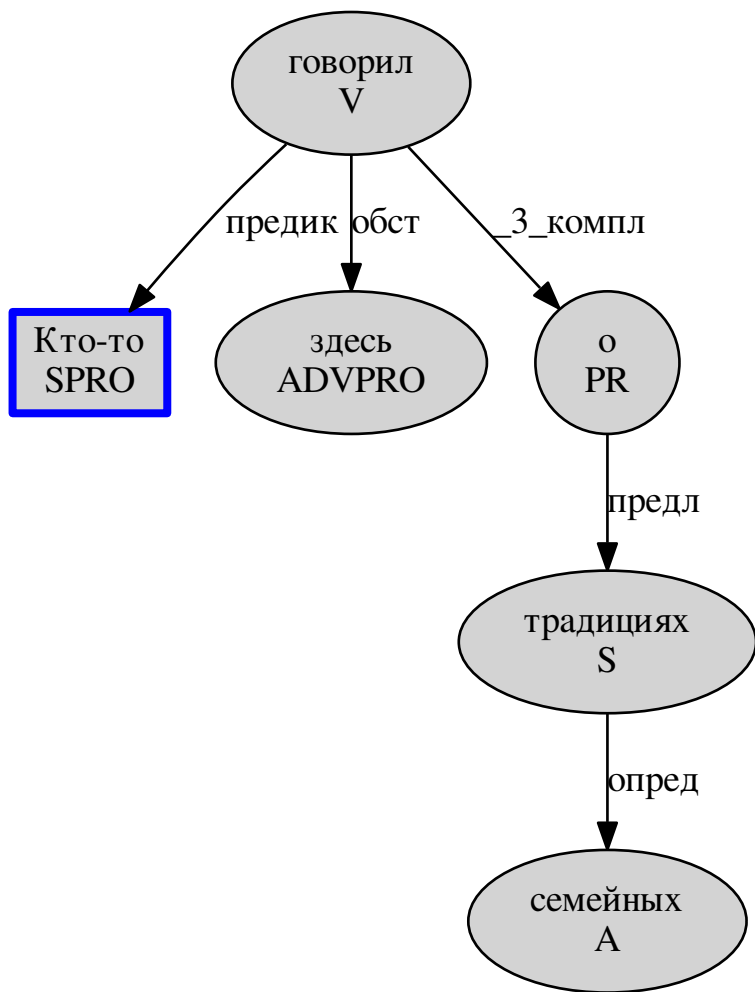 говорил
V
предик
обст
_3_компл
Кто-то
SPRO
здесь
ADVPRO
о
PR
предл
традициях
S
опред
семейных
A